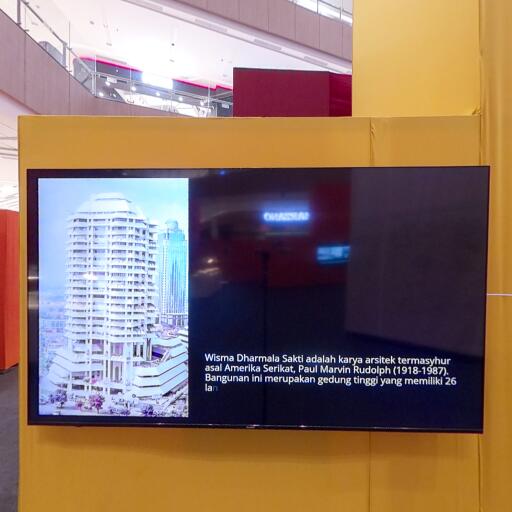 Wisma Dharmala Sakti adalah karya arsitek termasyhur
asal Amerika Serikat, Paul Marvin Rudolph (1918-1987).
Bangunan ini merupakan gedung tinggi yang memiliki 26
lan